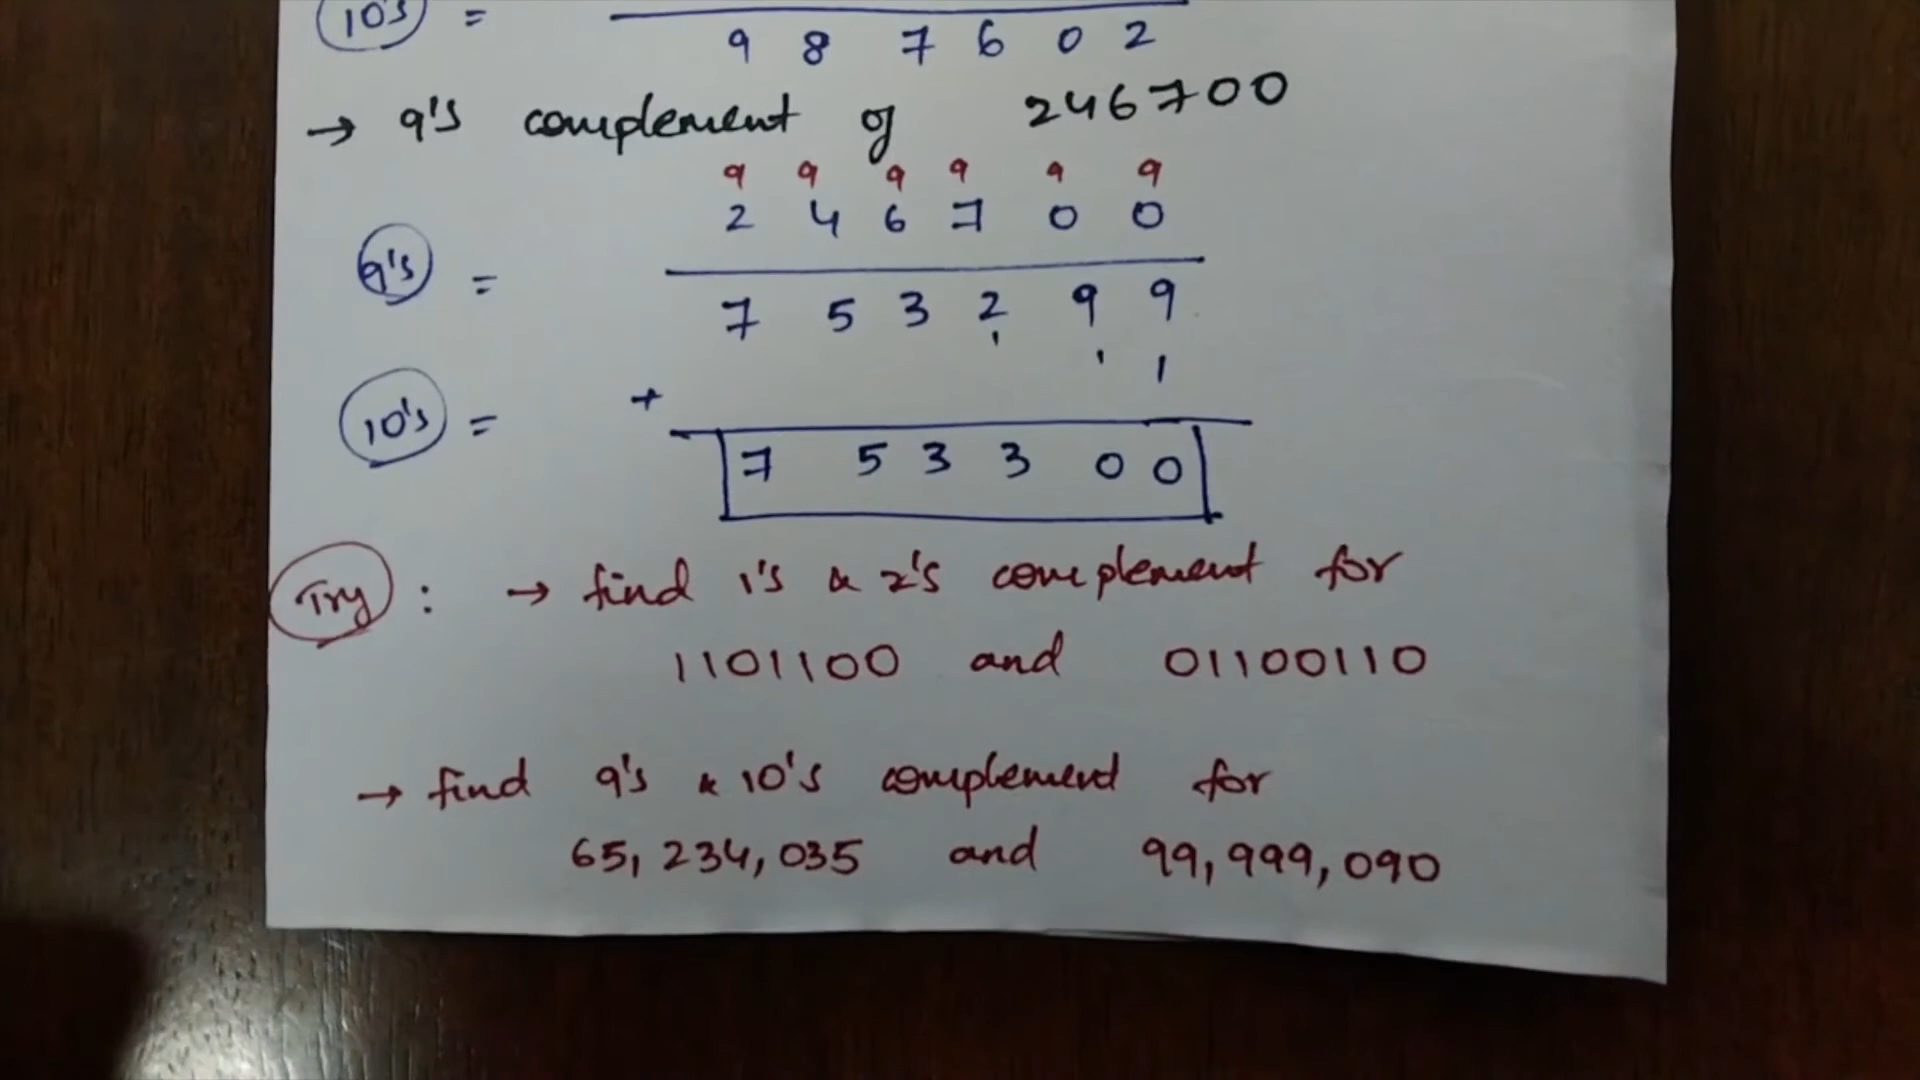 10's =
9 8 7 6 0 2
→ 9's complement of 246700
9 9 9 9 9 9
2 4 6 7 0 0
9's =
7 5 3 2 9 9
1 1 1
10's = +
7 5 3 3 0 0
Try : → find 1's & 2's complement for
1101100 and 01100110
→ find 9's & 10's complement for
65,234,035 and 99,999,090